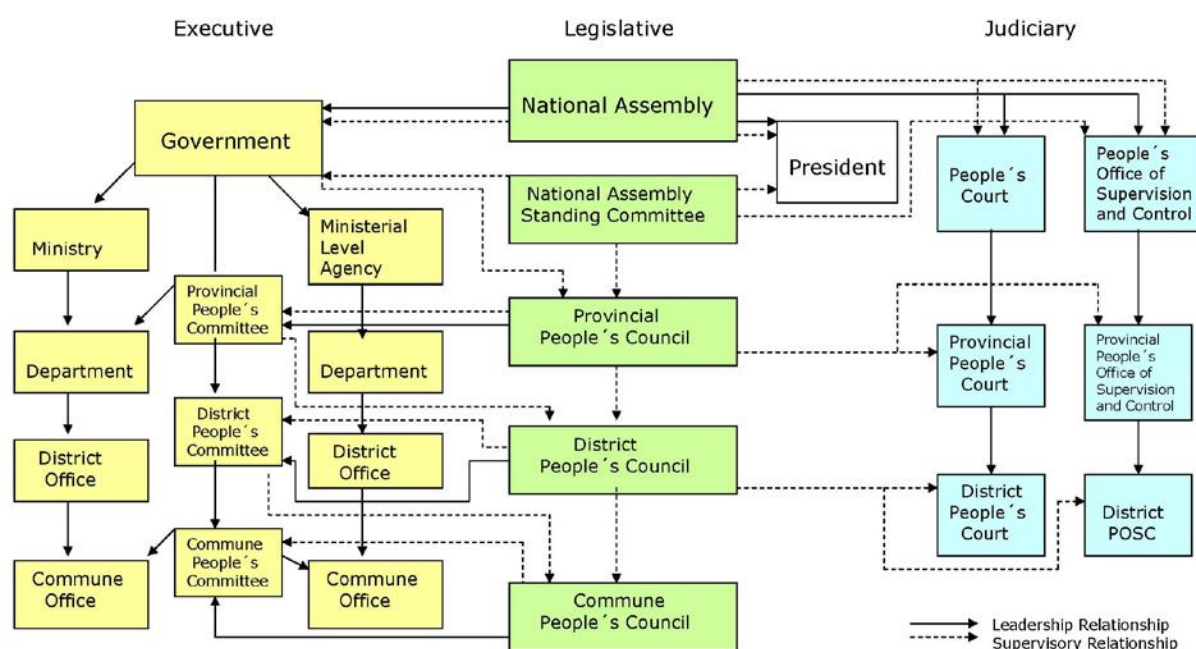 Executive
Legislative
Judiciary
National Assembly
Government
President
People´s
Court
People´s
Office of
Supervision
and Control
National Assembly
Standing Committee
Ministry
Ministerial
Level
Agency
Provincial
People´s
Committee
Provincial
People´s Council
Department
Department
Provincial
People´s
Court
Provincial
People´s
Office of
Supervision
and Control
District
People´s
Committee
District
People´s Council
District
Office
District
Office
District
People´s
Court
District
POSC
Commune
People´s
Committee
Commune
Office
Commune
Office
Commune
People´s Council
Leadership Relationship
Supervisory Relationship